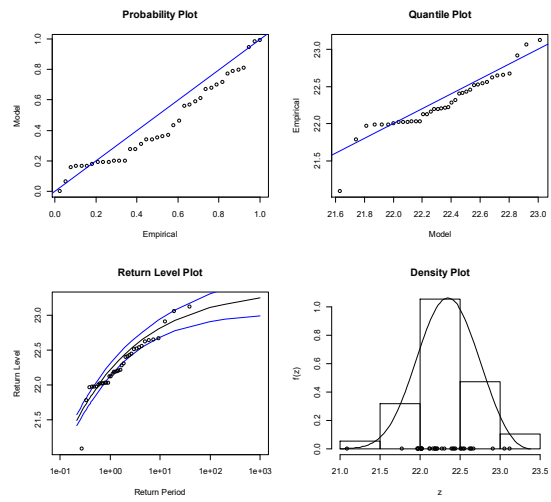 Probability Plot
Model
0.0 0.2 0.4 0.6 0.8 1.0
0.0 0.2 0.4 0.6 0.8 1.0
Empirical
Quantile Plot
Empirical
21.5 22.0 22.5 23.0
21.6 21.8 22.0 22.2 22.4 22.6 22.8 23.0
Model
Return Level Plot
Return Level
21.5 22.0 22.5 23.0
1e-01 1e+00 1e+01 1e+02 1e+03
Return Period
Density Plot
f(z)
0.0 0.2 0.4 0.6 0.8 1.0
21.0 21.5 22.0 22.5 23.0 23.5
z